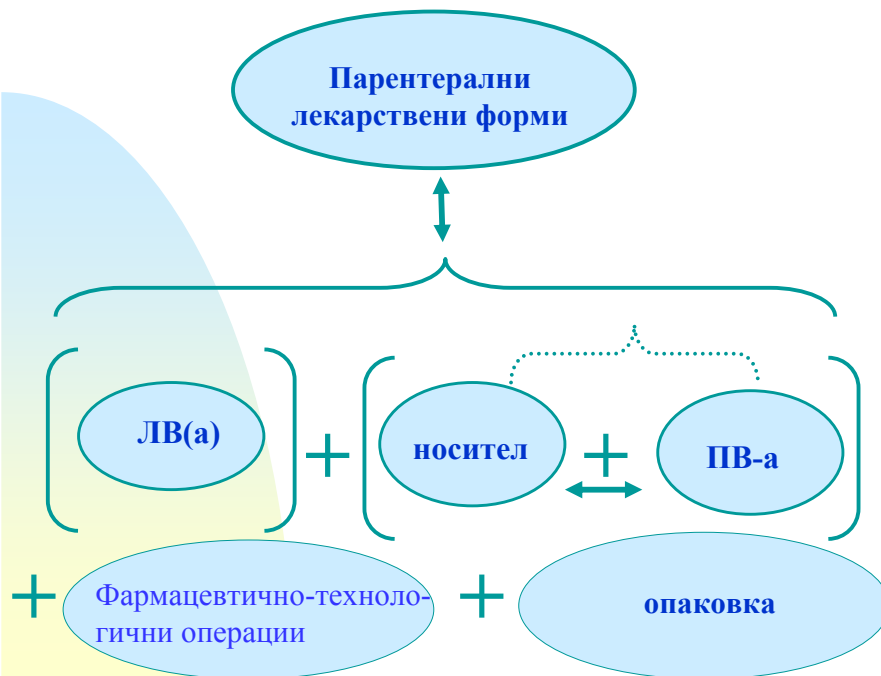 Парентерални
лекарствени форми
ЛВ(а)
+
носител
+
ПВ-а
+
Фармацевтично-техноло-
гични операции
+
опаковка